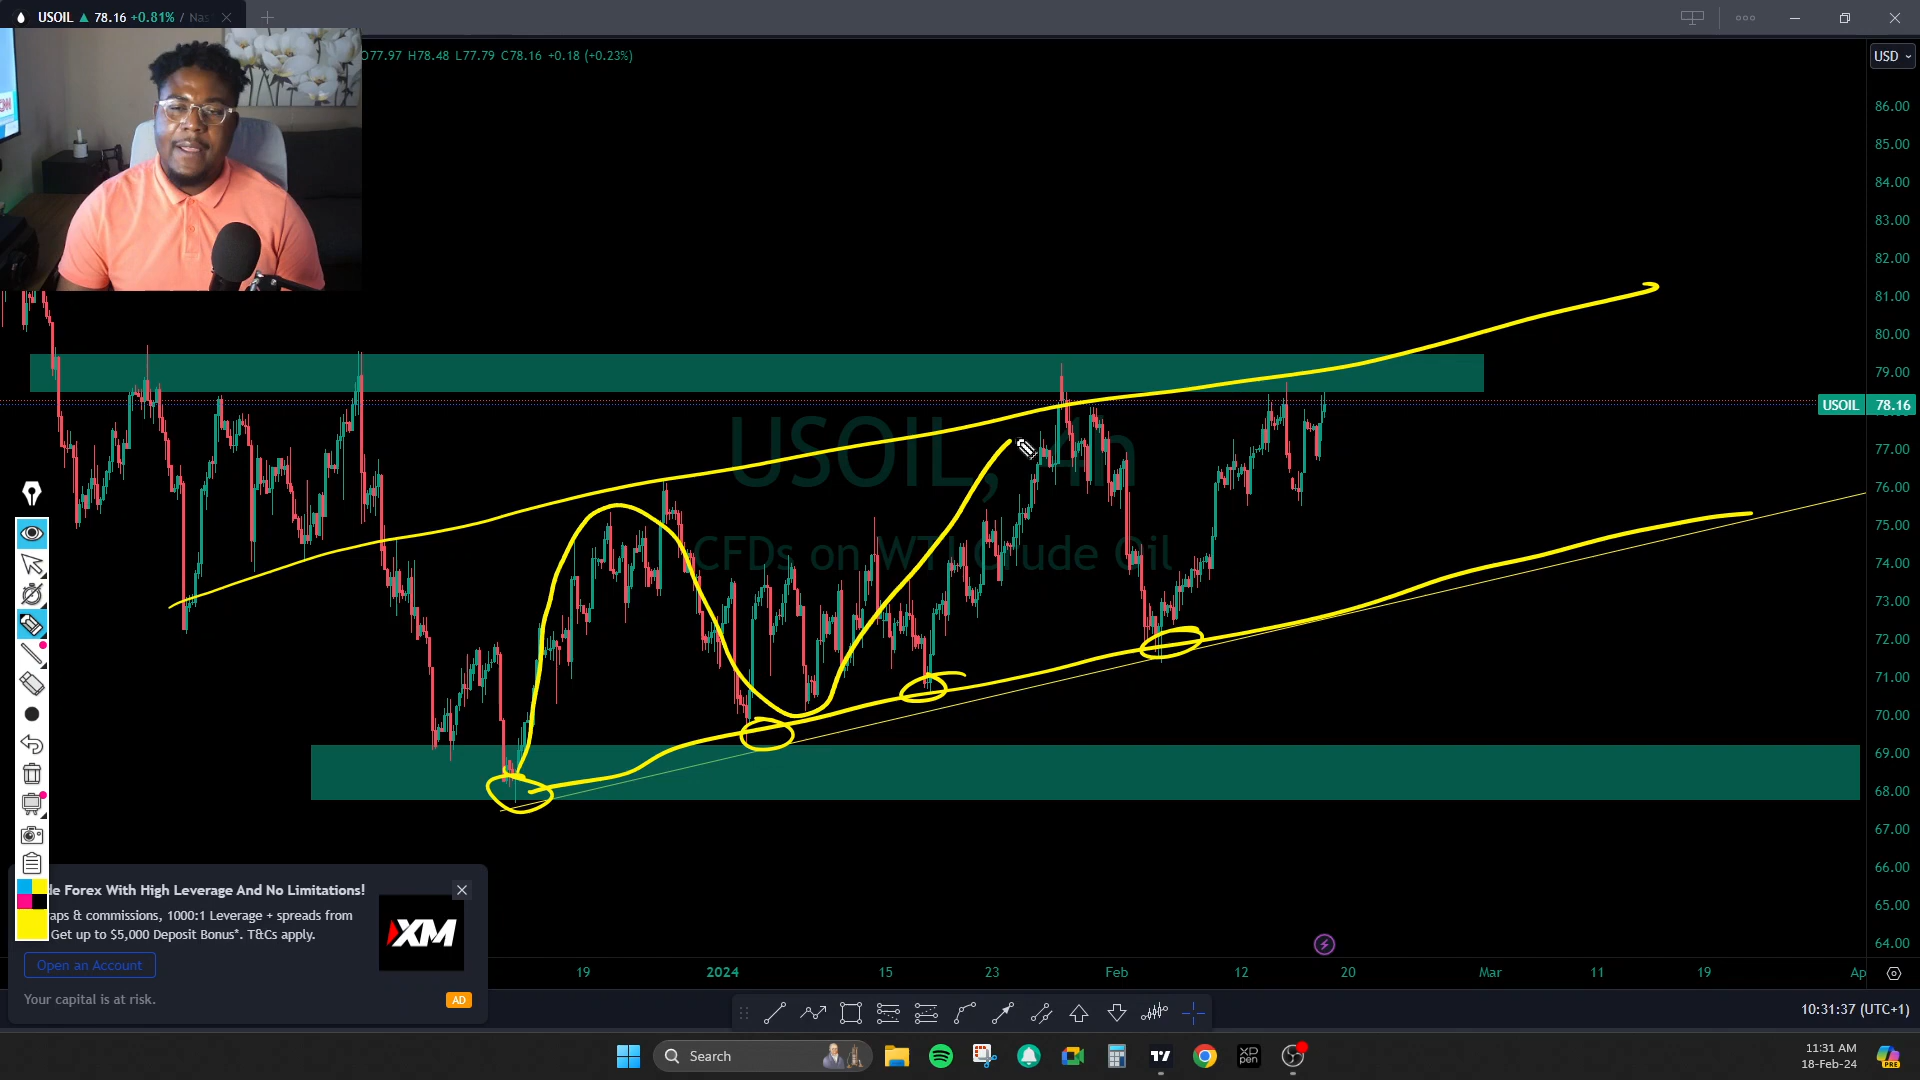 USOIL ▲ 78.16 +0.81% / Nas
CNN
O77.97 H78.48 L77.79 C78.16 +0.18 (+0.23%)
USD
86.00
85.00
84.00
83.00
82.00
81.00
80.00
79.00
USOIL 78.16
77.00
76.00
75.00
74.00
73.00
72.00
71.00
70.00
69.00
68.00
67.00
66.00
65.00
64.00
USOIL, 4h
CFDs on WTI Crude Oil
de Forex With High Leverage And No Limitations!
aps & commissions, 1000:1 Leverage + spreads from
Get up to $5,000 Deposit Bonus*. T&Cs apply.
XM
Open an Account
Your capital is at risk.
AD
19 2024 15 23 Feb 12 20 Mar 11 19 Ap
10:31:37 (UTC+1)
Search
XP
pen
PRE
11:31 AM
18-Feb-24